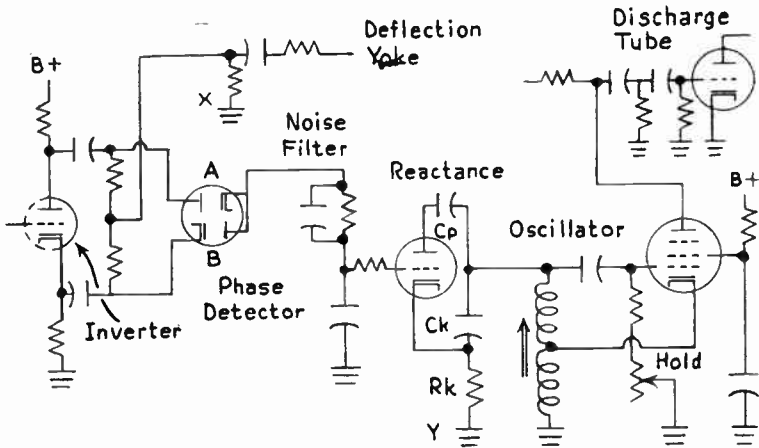 Discharge
Tube
Deflection
Yoke
B+
X
Noise
Filter
A
Reactance
B+
Cp
Oscillator
B
Phase
Detector
Ck
Inverter
Hold
Rk
Y